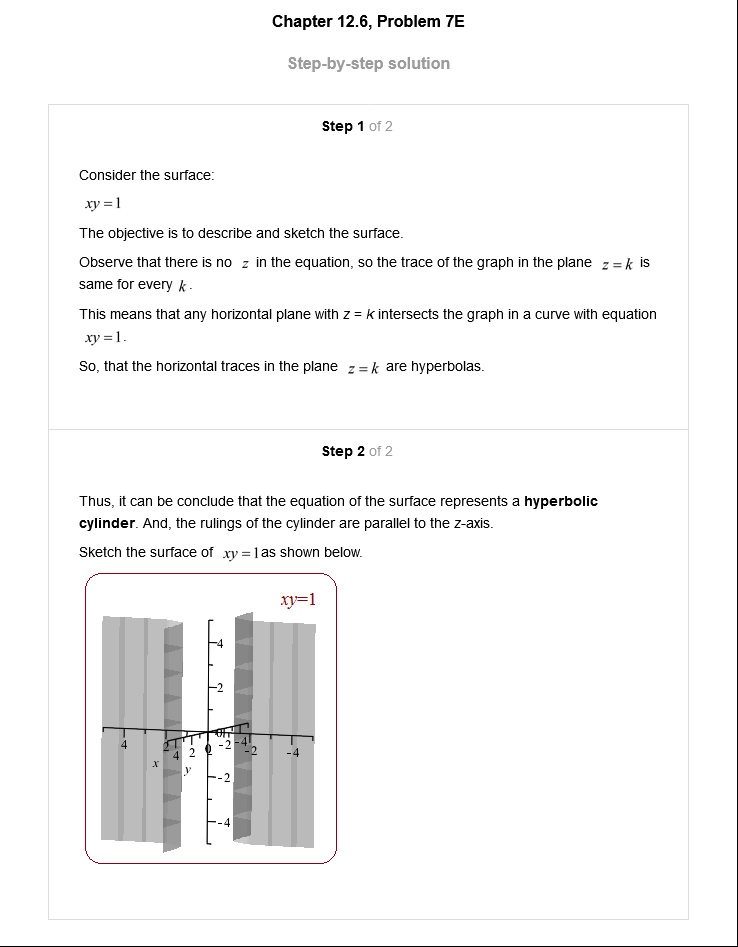 Chapter 12.6, Problem 7E
Step-by-step solution
Step 1 of 2
Consider the surface:
xy = 1
The objective is to describe and sketch the surface.
Observe that there is no z in the equation, so the trace of the graph in the plane z = k is
same for every k.
This means that any horizontal plane with z = k intersects the graph in a curve with equation
xy = 1.
So, that the horizontal traces in the plane z = k are hyperbolas.
Step 2 of 2
Thus, it can be conclude that the equation of the surface represents a hyperbolic
cylinder. And, the rulings of the cylinder are parallel to the z-axis.
Sketch the surface of xy = 1 as shown below.
xy=1
4
2
4 2 4 2 0 0 -2 -4 -2 -4
x y
-2
-4